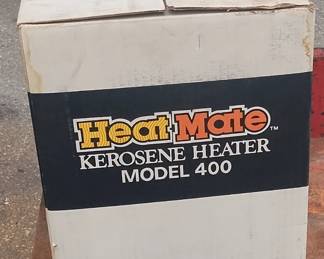 Heat Mate™
KEROSENE HEATER
MODEL 400